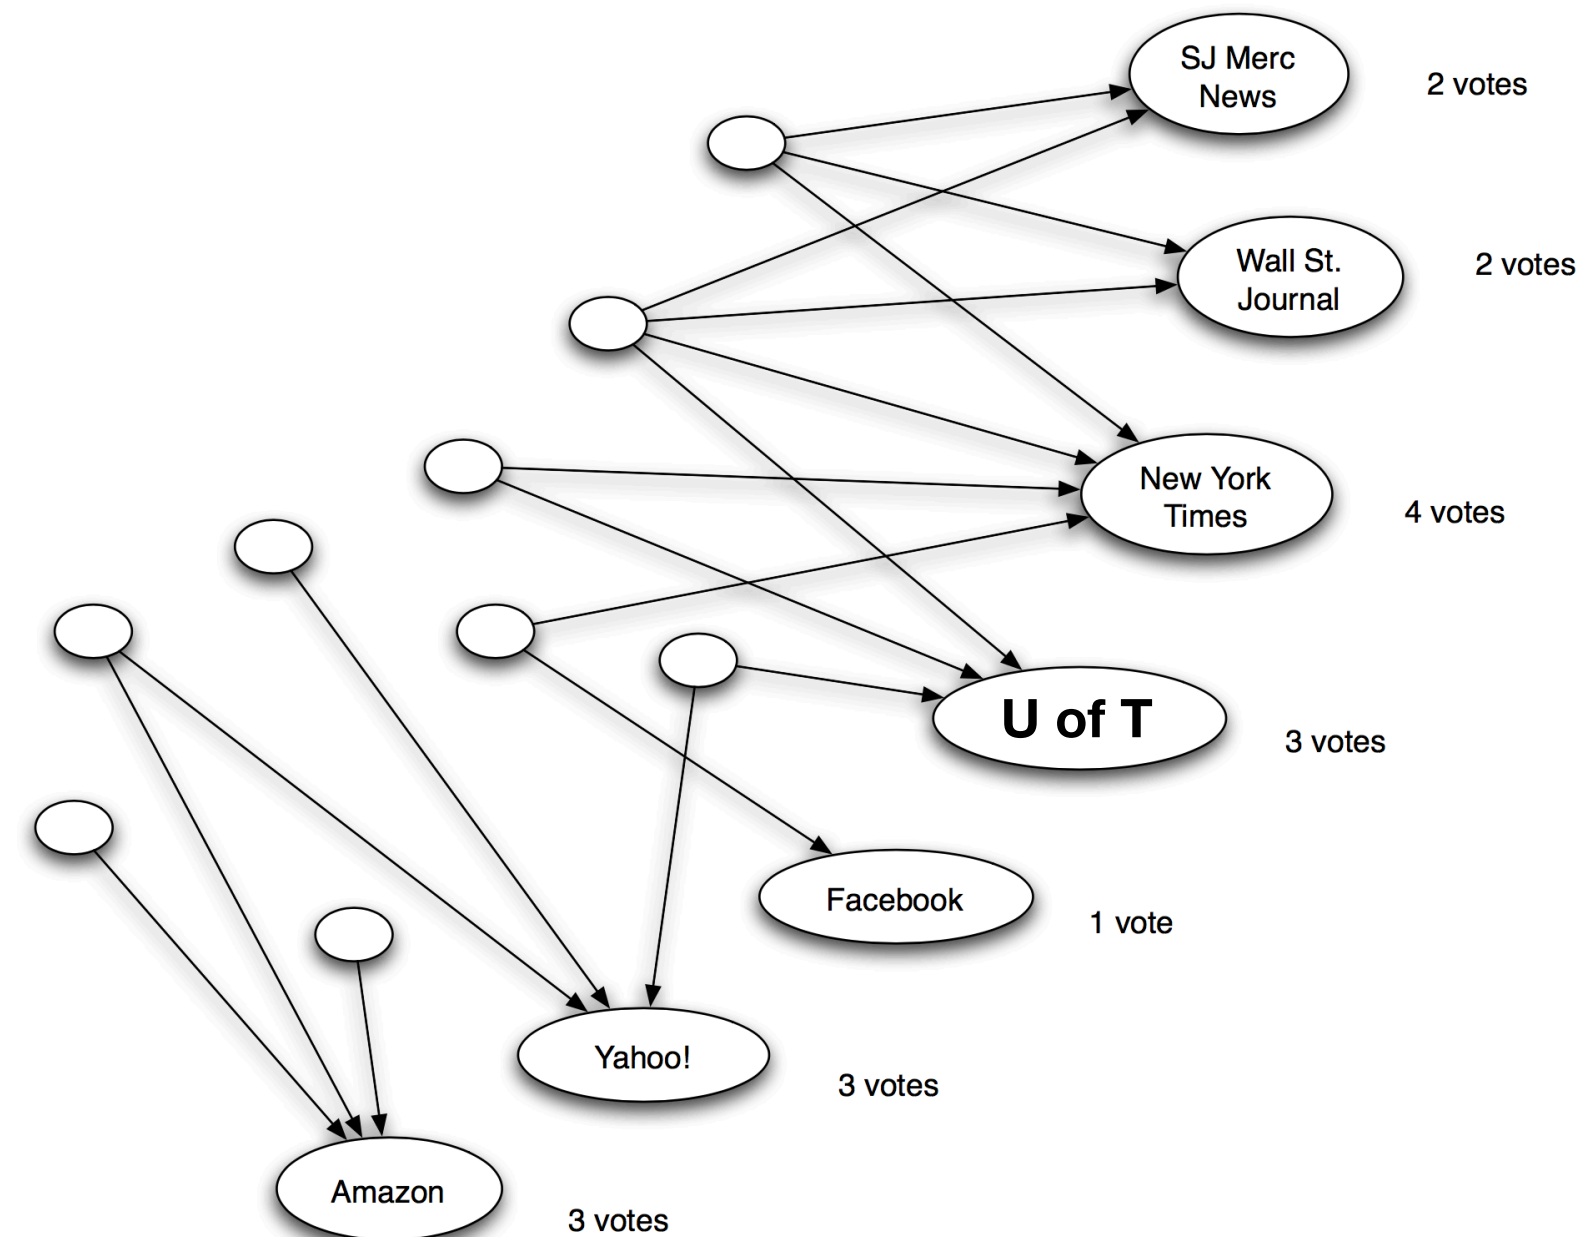 SJ Merc
News
2 votes
Wall St.
Journal
2 votes
New York
Times
4 votes
U of T
3 votes
Facebook
1 vote
Yahoo!
3 votes
Amazon
3 votes